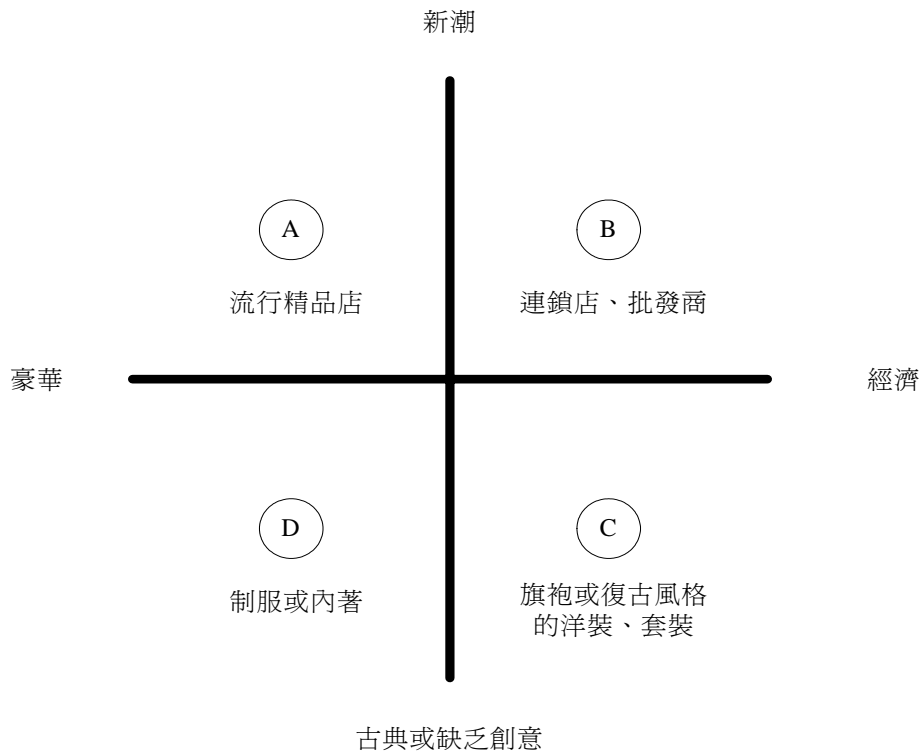 新潮
A
B
流行精品店
連鎖店、批發商
豪華
經濟
D
C
制服或內著
旗袍或復古風格
的洋裝、套裝
古典或缺乏創意